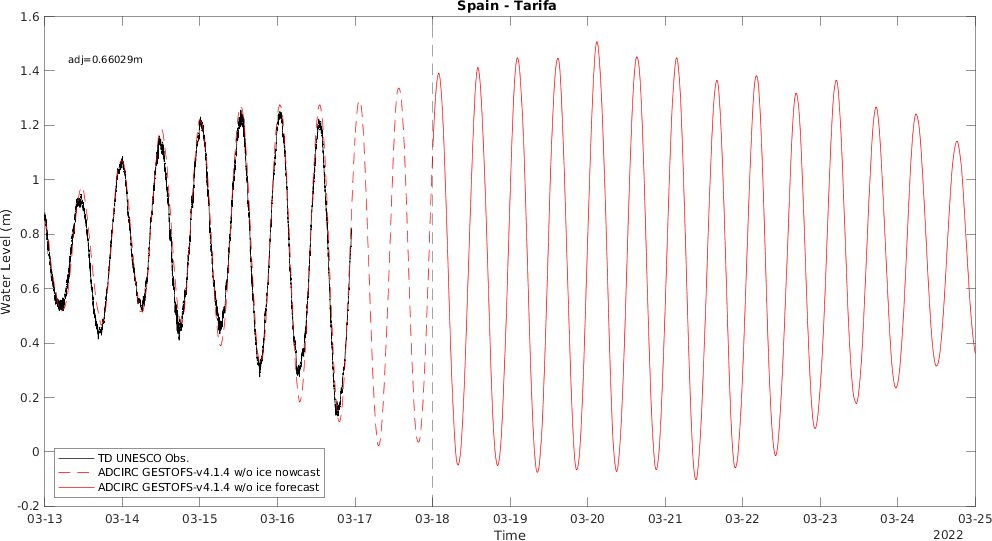 Spain - Tarifa
adj=0.66029m
Water Level (m)
1.6
1.4
1.2
1
0.8
0.6
0.4
0.2
0
-0.2
TD UNESCO Obs.
ADCIRC GESTOFS-v4.1.4 w/o ice nowcast
ADCIRC GESTOFS-v4.1.4 w/o ice forecast
03-13 03-14 03-15 03-16 03-17 03-18 03-19 03-20 03-21 03-22 03-23 03-24 03-25
Time
2022